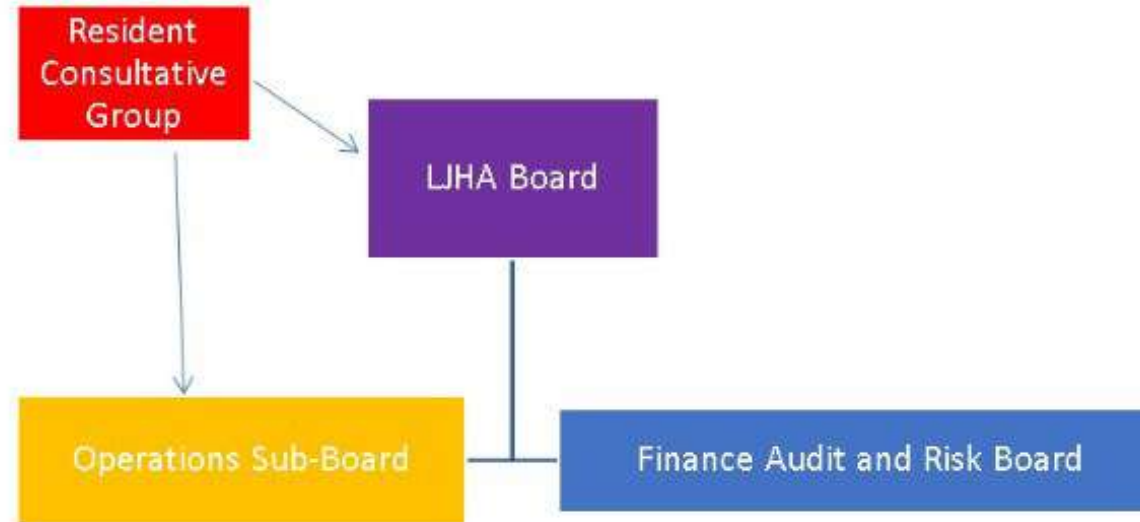 Resident
Consultative
Group
LJHA Board
Operations Sub-Board
Finance Audit and Risk Board